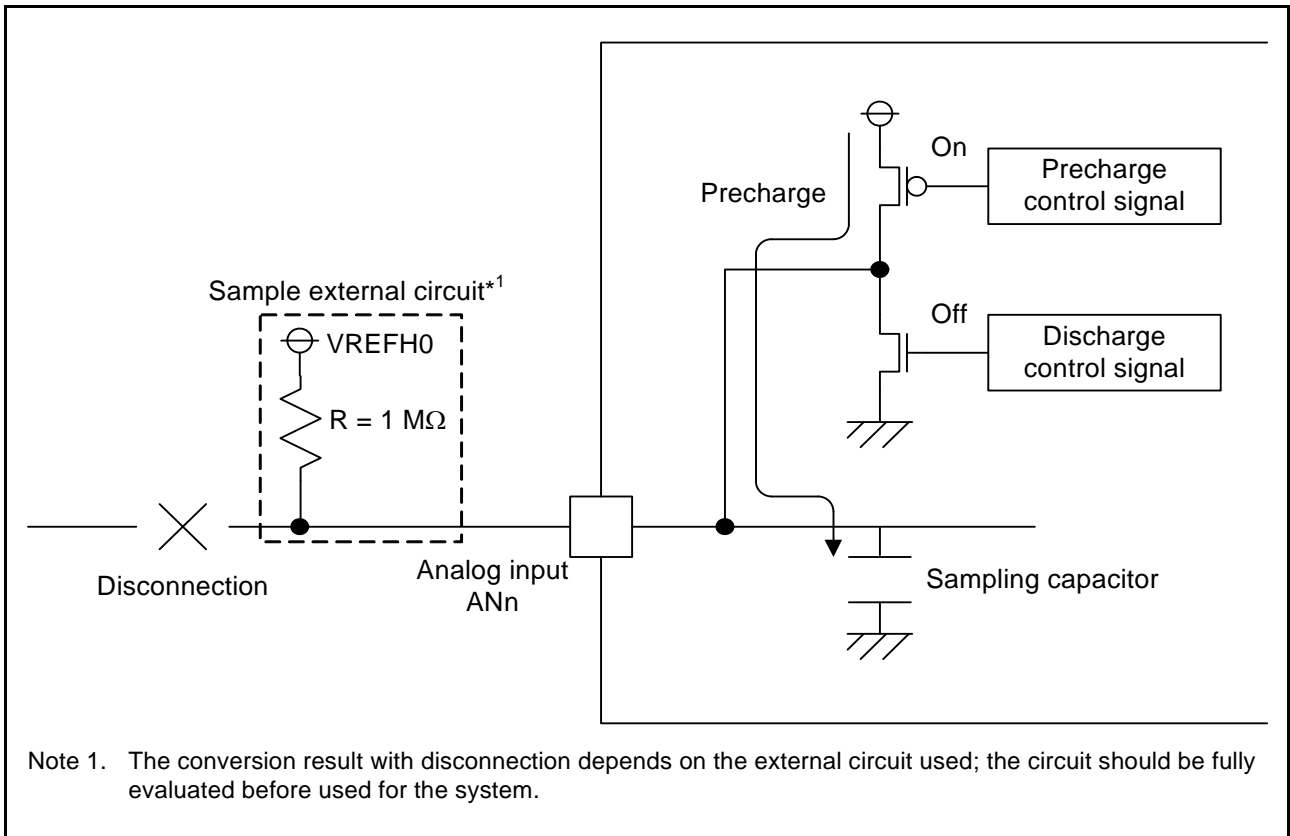 On
Precharge
control signal
Precharge
Sample external circuit*1
VREFH0
R = 1 MΩ
Off
Discharge
control signal
Disconnection
Analog input
ANn
Sampling capacitor
Note 1. The conversion result with disconnection depends on the external circuit used; the circuit should be fully
evaluated before used for the system.